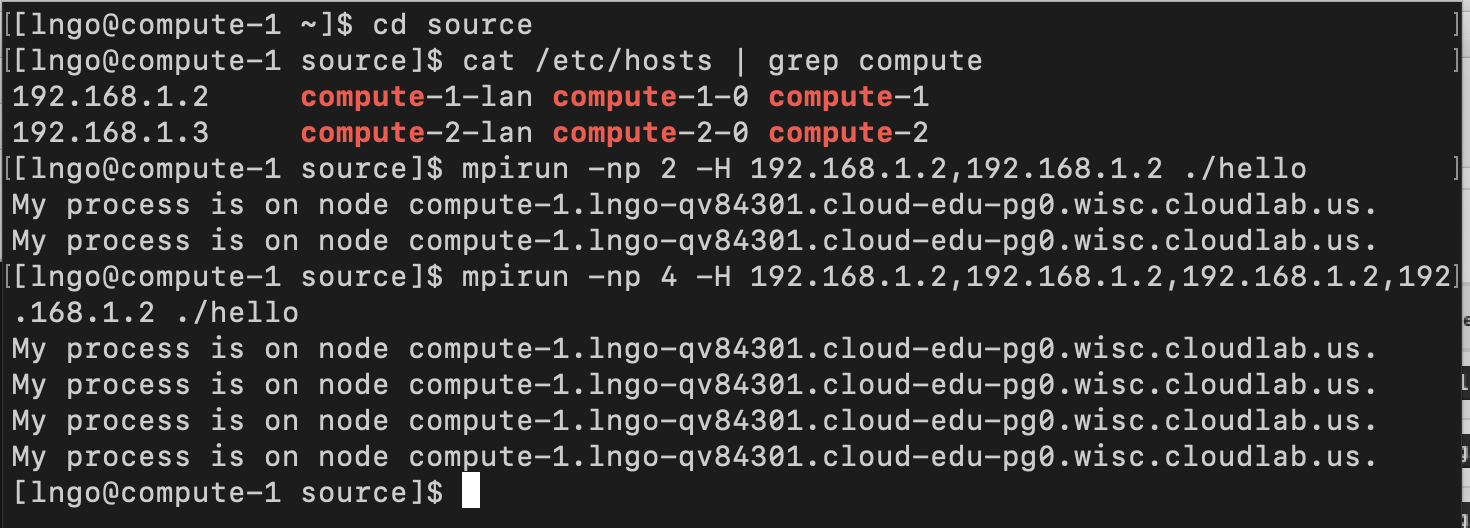 [[lngo@compute-1 ~]$ cd source ]
[[lngo@compute-1 source]$ cat /etc/hosts | grep compute ]
192.168.1.2     compute-1-lan compute-1-0 compute-1
192.168.1.3     compute-2-lan compute-2-0 compute-2
[[lngo@compute-1 source]$ mpirun -np 2 -H 192.168.1.2,192.168.1.2 ./hello ]
My process is on node compute-1.lngo-qv84301.cloud-edu-pg0.wisc.cloudlab.us.
My process is on node compute-1.lngo-qv84301.cloud-edu-pg0.wisc.cloudlab.us.
[[lngo@compute-1 source]$ mpirun -np 4 -H 192.168.1.2,192.168.1.2,192.168.1.2,192]
.168.1.2 ./hello
My process is on node compute-1.lngo-qv84301.cloud-edu-pg0.wisc.cloudlab.us.
My process is on node compute-1.lngo-qv84301.cloud-edu-pg0.wisc.cloudlab.us.
My process is on node compute-1.lngo-qv84301.cloud-edu-pg0.wisc.cloudlab.us.
My process is on node compute-1.lngo-qv84301.cloud-edu-pg0.wisc.cloudlab.us.
[lngo@compute-1 source]$